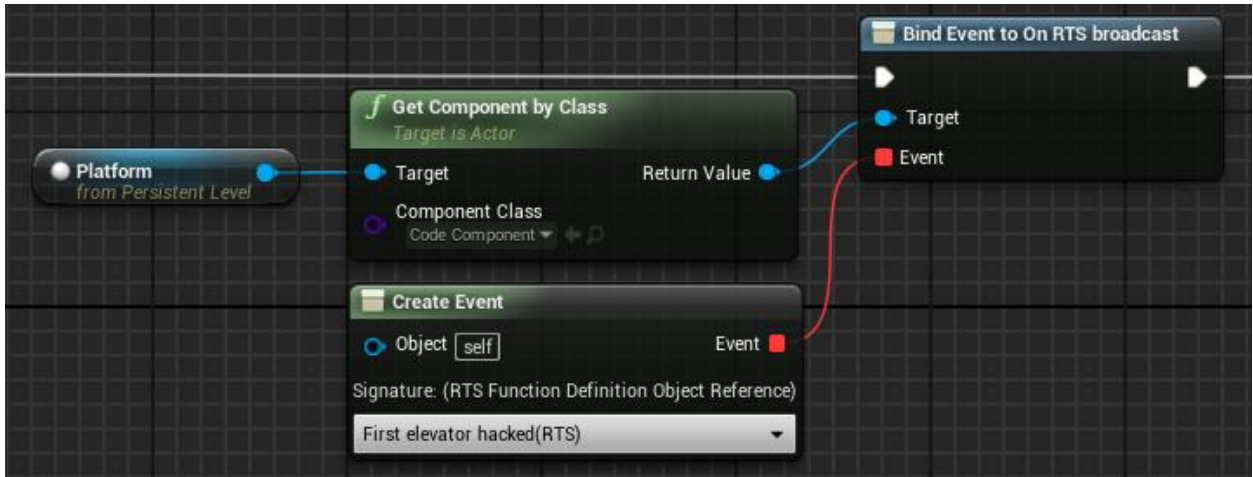 Bind Event to On RTS broadcast
f Get Component by Class
Target is Actor
Target
Platform
from Persistent Level
Target
Return Value
Event
Component Class
Code Component
Create Event
Object self
Event
Signature: (RTS Function Definition Object Reference)
First elevator hacked(RTS)